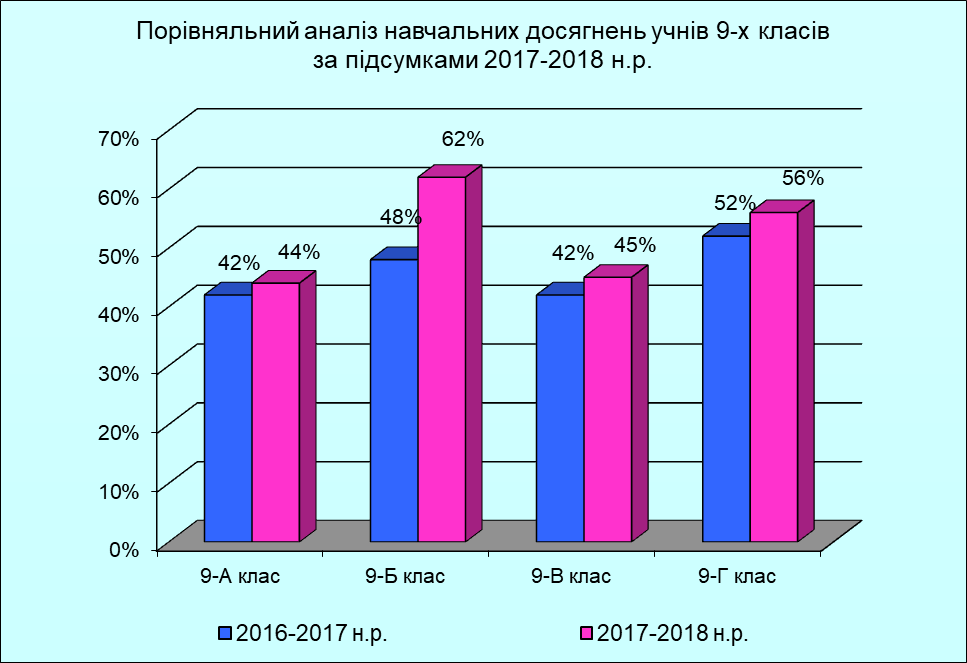 Порівняльний аналіз навчальних досягнень учнів 9-х класів
за підсумками 2017-2018 н.р.
70%
60%
50%
40%
30%
20%
10%
0%
42%
44%
48%
62%
42%
45%
52%
56%
9-А клас
9-Б клас
9-В клас
9-Г клас
2016-2017 н.р.
2017-2018 н.р.